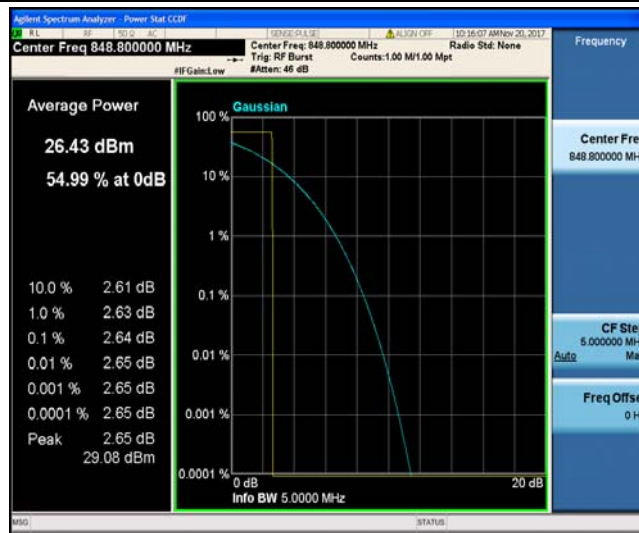 Agilent Spectrum Analyzer - Power Stat CCDF
RL RF 50 Ω AC SENSE:PULSE ALIGN OFF 10:16:07 AM Nov 20, 2017
Center Freq 848.800000 MHz
Center Freq: 848.800000 MHz Radio Std: None
Trig: RF Burst Counts:1.00 M/1.00 Mpt
#IFGain:Low #Atten: 46 dB
Frequency
Average Power
26.43 dBm
54.99 % at 0dB
10.0 % 2.61 dB
1.0 % 2.63 dB
0.1 % 2.64 dB
0.01 % 2.65 dB
0.001 % 2.65 dB
0.0001 % 2.65 dB
Peak 2.65 dB
29.08 dBm
Gaussian
100 %
10 %
1 %
0.1 %
0.01 %
0.001 %
0.0001 %
0 dB 20 dB
Info BW 5.0000 MHz
Center Fre
848.800000 MH
CF Ste
5.000000 MH
Auto Ma
Freq Offse
0 H
MSG STATUS